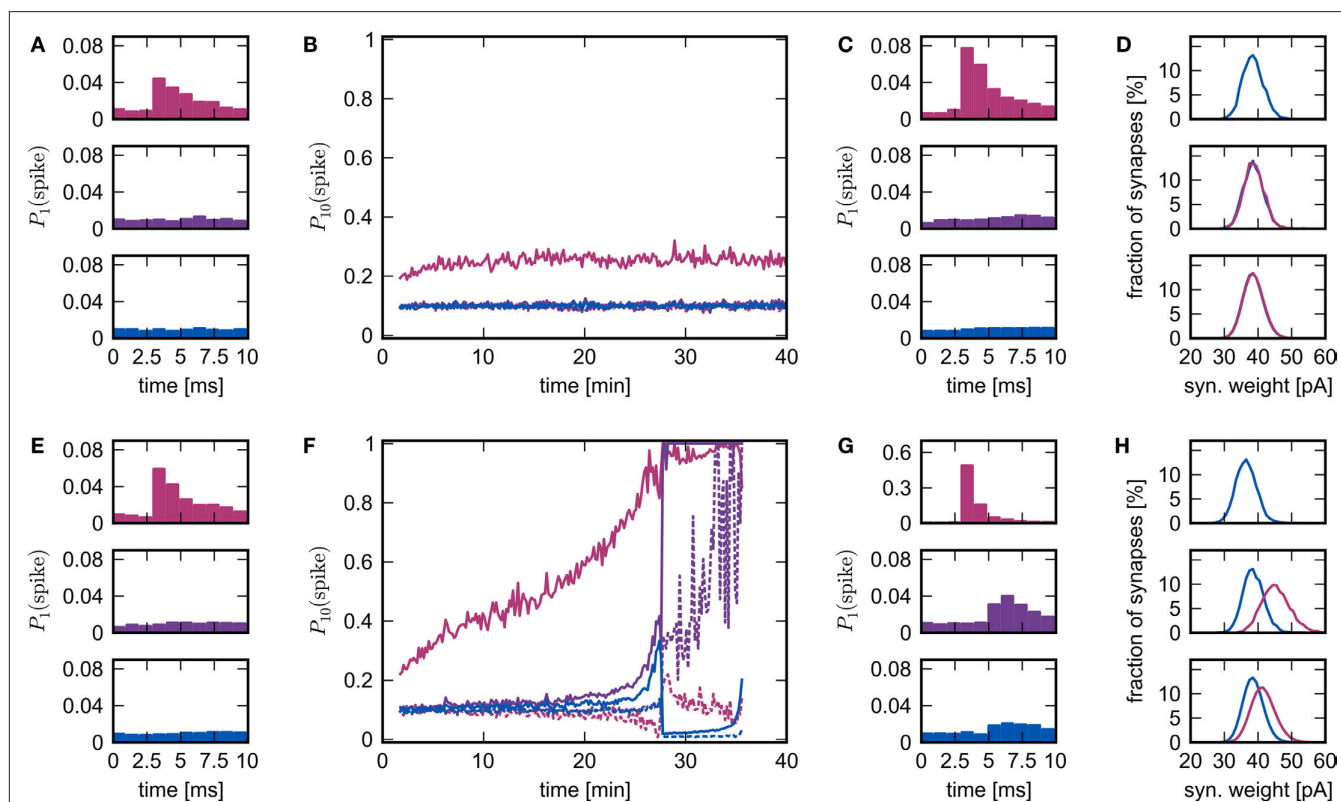 A
0.08
0.04
0
P1(spike)
0.08
0.04
0
0.08
0.04
0
0 2.5 5 7.5 10
time [ms]
B
P10(spike)
1
0.8
0.6
0.4
0.2
0
0 10 20 30 40
time [min]
C
0.08
0.04
0
P1(spike)
0.08
0.04
0
0.08
0.04
0
0 2.5 5 7.5 10
time [ms]
D
fraction of synapses [%]
10
5
0
10
5
0
10
5
0
20 30 40 50 60
syn. weight [pA]
E
0.08
0.04
0
P1(spike)
0.08
0.04
0
0.08
0.04
0
0 2.5 5 7.5 10
time [ms]
F
P10(spike)
1
0.8
0.6
0.4
0.2
0
0 10 20 30 40
time [min]
G
0.6
0.3
0
P1(spike)
0.08
0.04
0
0.08
0.04
0
0 2.5 5 7.5 10
time [ms]
H
fraction of synapses [%]
10
5
0
10
5
0
10
5
0
20 30 40 50 60
syn. weight [pA]